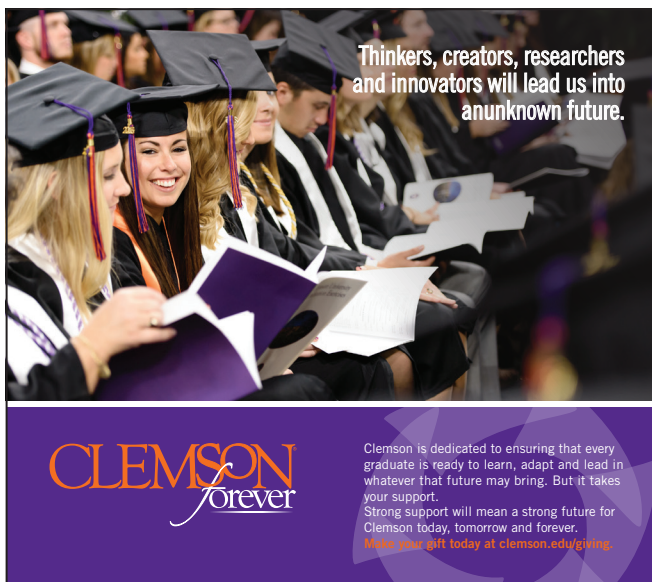 Thinkers, creators, researchers
and innovators will lead us into
anunknown future.
CLEMSON
forever
Clemson is dedicated to ensuring that every
graduate is ready to learn, adapt and lead in
whatever that future may bring. But it takes
your support.
Strong support will mean a strong future for
Clemson today, tomorrow and forever.
Make your gift today at clemson.edu/giving.